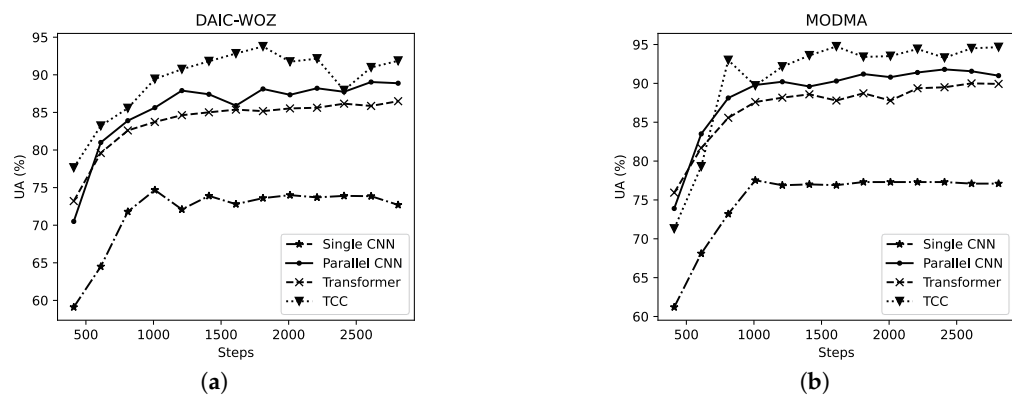 DAIC-WOZ
95
90
85
80
75
70
65
60
UA (%)
500
1000
1500
2000
2500
Steps
Single CNN
Parallel CNN
Transformer
TCC
(a)
MODMA
95
90
85
80
75
70
65
60
UA (%)
500
1000
1500
2000
2500
Steps
Single CNN
Parallel CNN
Transformer
TCC
(b)